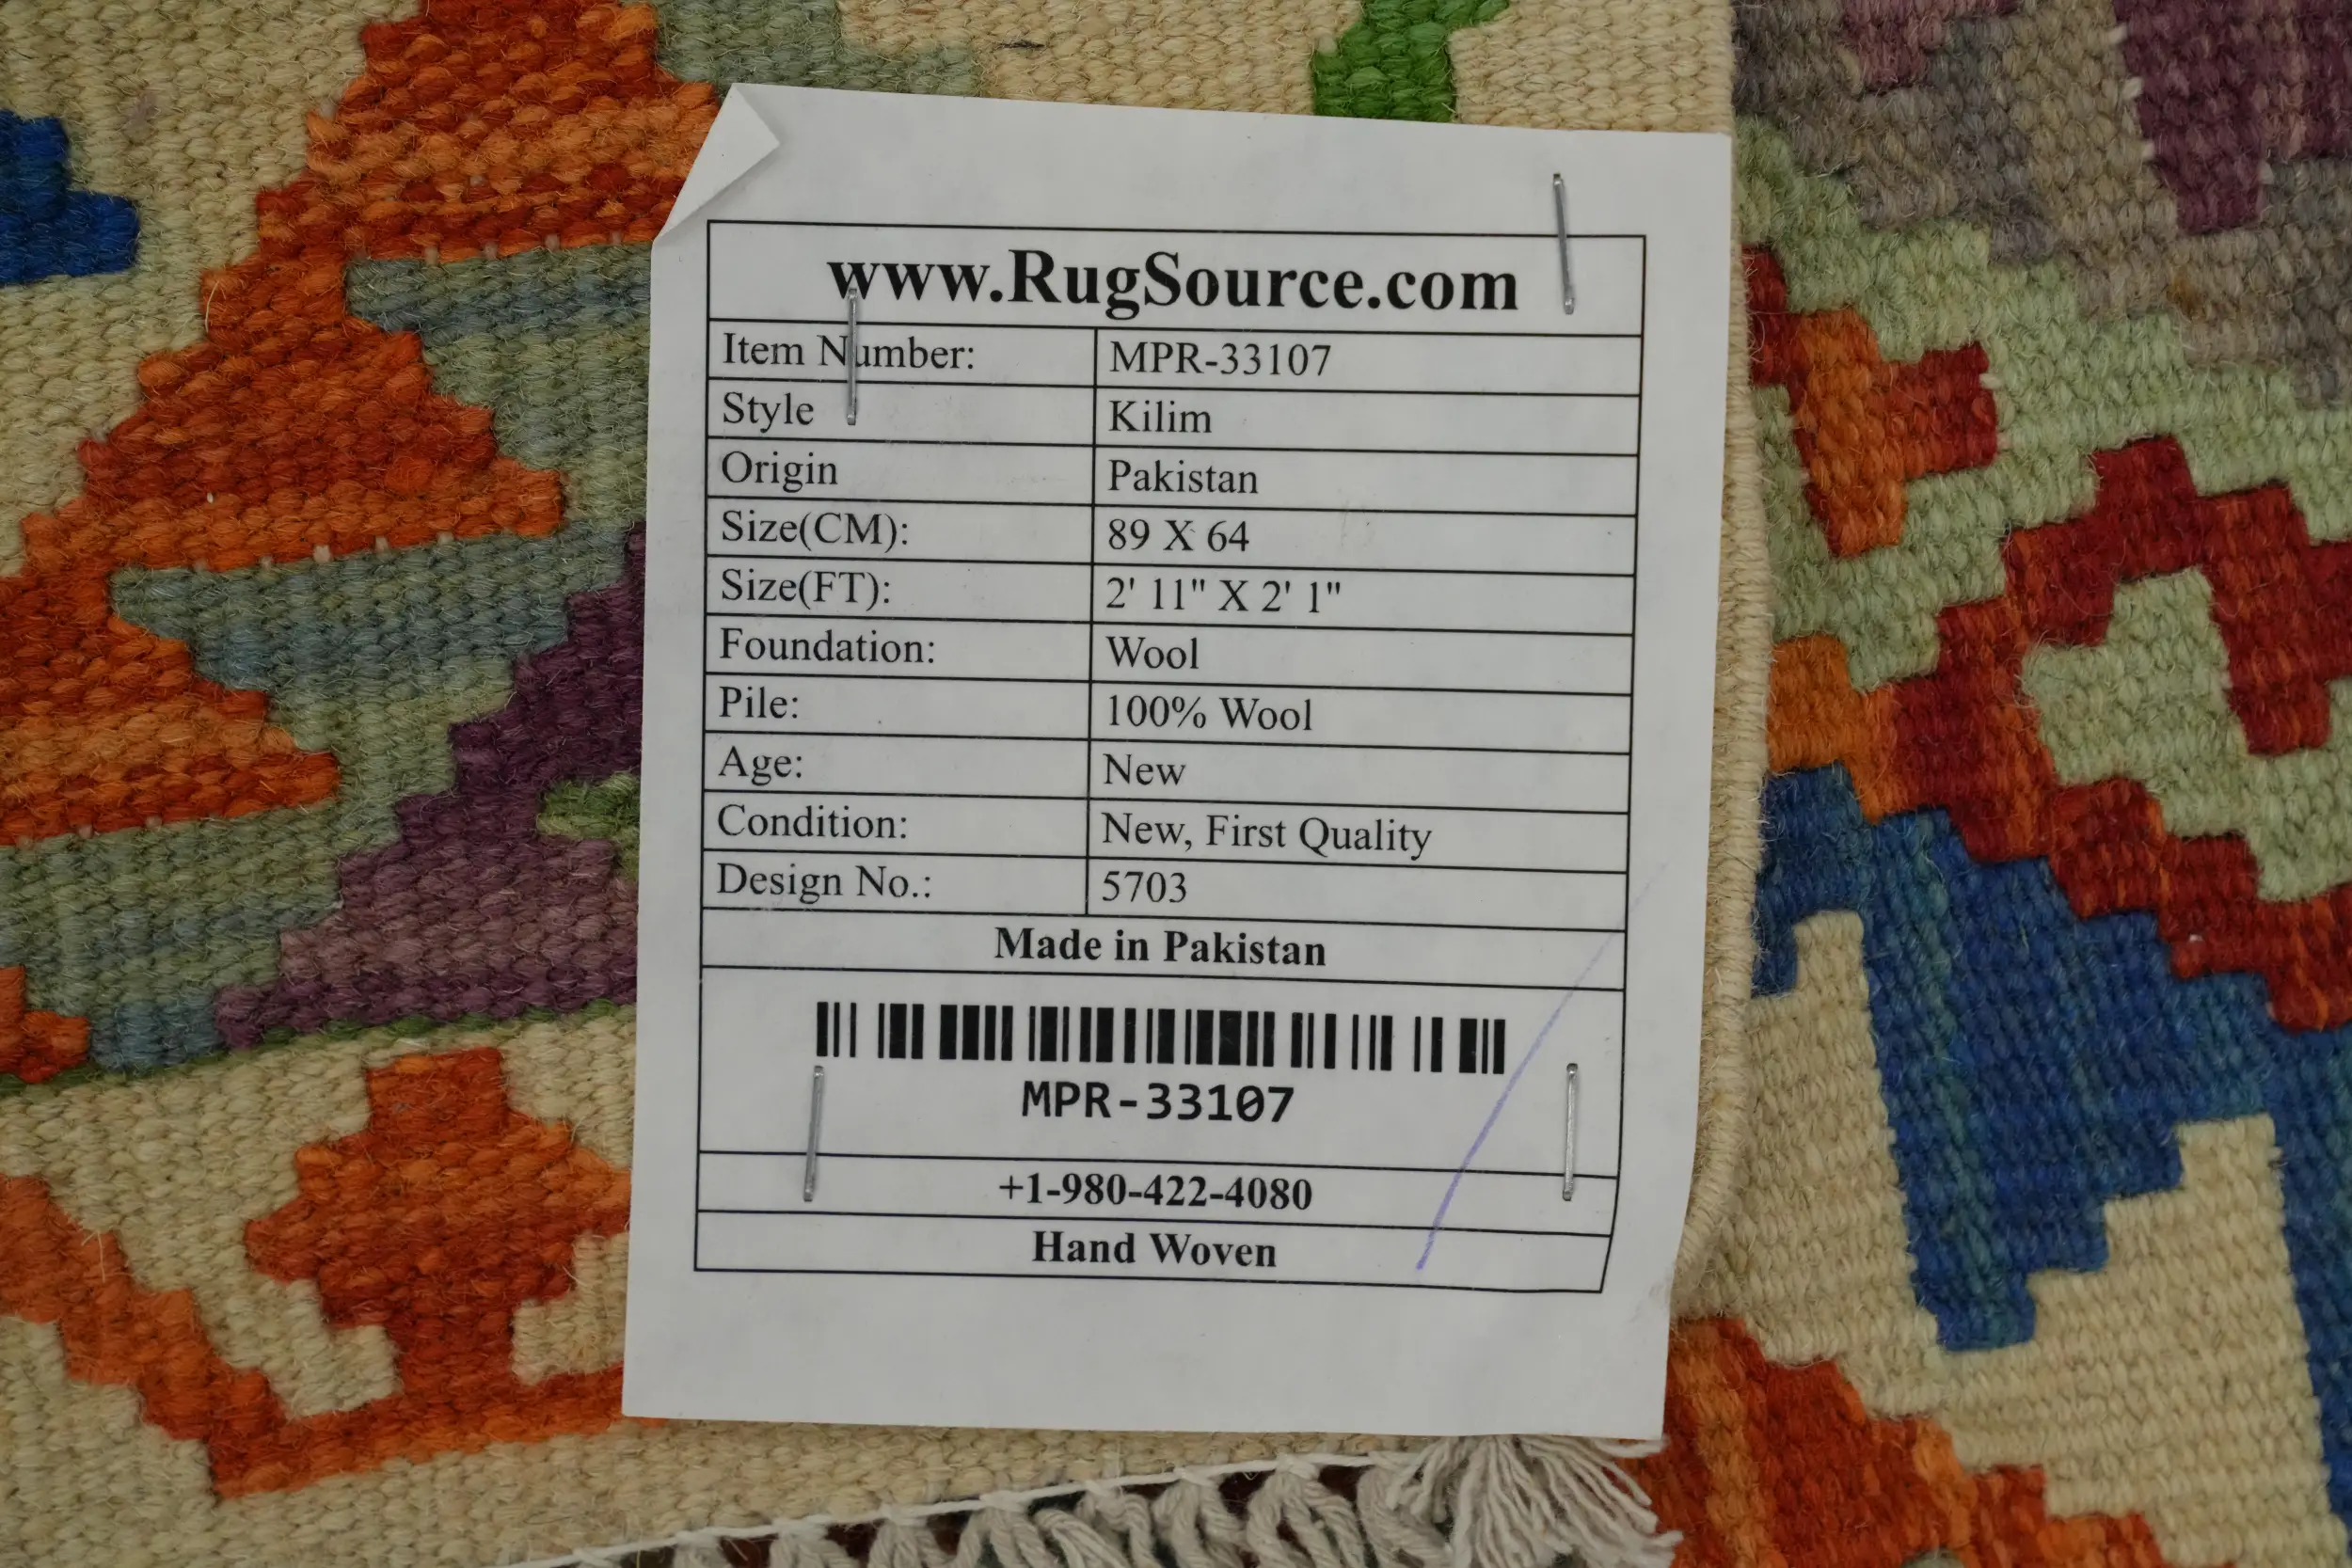 www.RugSource.com
Item Number: MPR-33107
Style Kilim
Origin Pakistan
Size(CM): 89 X 64
Size(FT): 2' 11" X 2' 1"
Foundation: Wool
Pile: 100% Wool
Age: New
Condition: New, First Quality
Design No.: 5703
Made in Pakistan
MPR-33107
+1-980-422-4080
Hand Woven